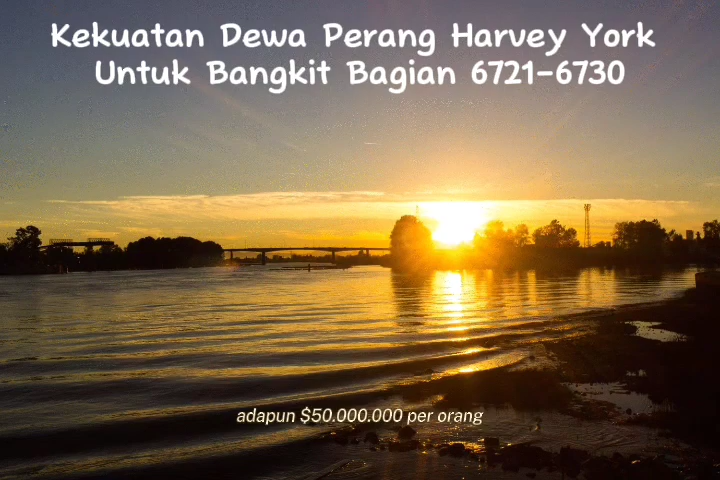 Kekuatan Dewa Perang Harvey York
Untuk Bangkit Bagian 6721-6730
adapun $50.000.000 per orang